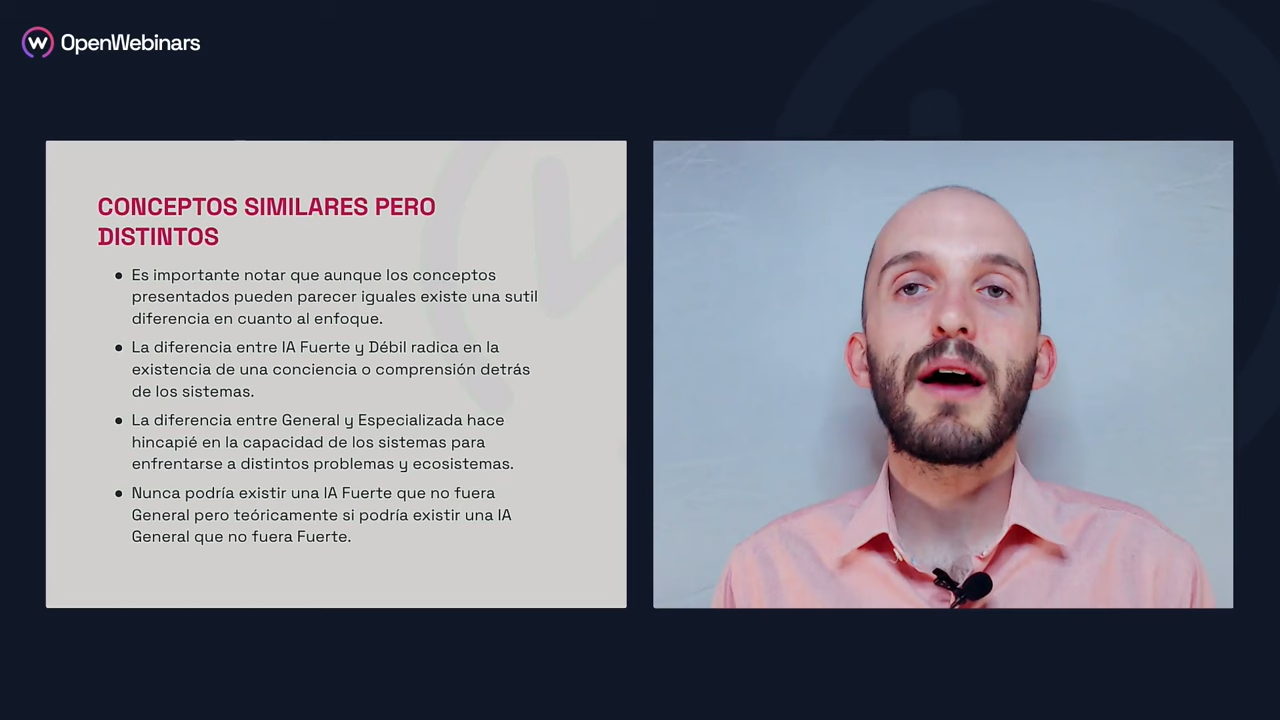 OpenWebinars
CONCEPTOS SIMILARES PERO
DISTINTOS
● Es importante notar que aunque los conceptos
presentados pueden parecer iguales existe una sutil
diferencia en cuanto al enfoque.
● La diferencia entre IA Fuerte y Débil radica en la
existencia de una conciencia o comprensión detrás
de los sistemas.
● La diferencia entre General y Especializada hace
hincapié en la capacidad de los sistemas para
enfrentarse a distintos problemas y ecosistemas.
● Nunca podría existir una IA Fuerte que no fuera
General pero teóricamente si podría existir una IA
General que no fuera Fuerte.